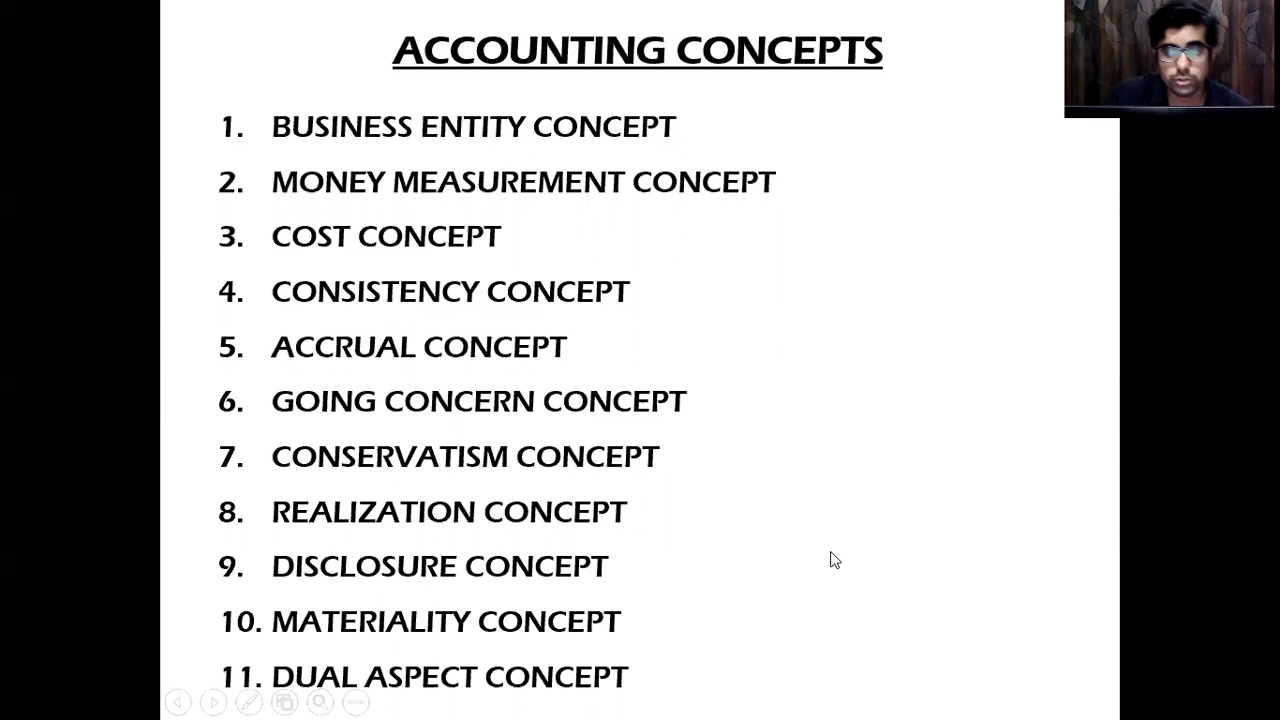 ACCOUNTING CONCEPTS
1. BUSINESS ENTITY CONCEPT
2. MONEY MEASUREMENT CONCEPT
3. COST CONCEPT
4. CONSISTENCY CONCEPT
5. ACCRUAL CONCEPT
6. GOING CONCERN CONCEPT
7. CONSERVATISM CONCEPT
8. REALIZATION CONCEPT
9. DISCLOSURE CONCEPT
10. MATERIALITY CONCEPT
11. DUAL ASPECT CONCEPT